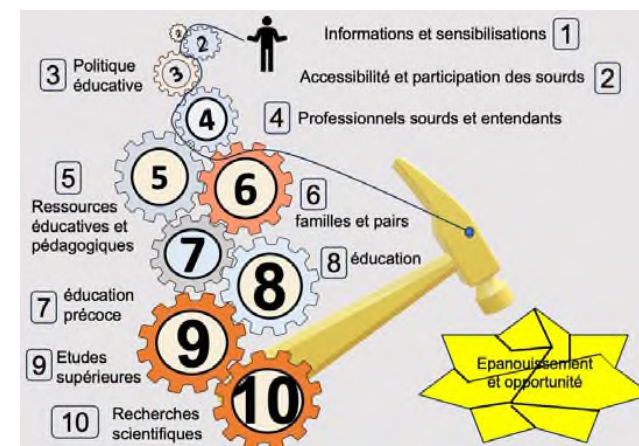 Informations et sensibilisations 1
Accessibilité et participation des sourds 2
3 Politique
éducative
4 Professionnels sourds et entendants
5
Ressources
éducatives et
pédagogiques
6
familles et pairs
7 éducation
précoce
8 éducation
9 Etudes
supérieures
10 Recherches
scientifiques
Epanouissement
et opportunité
1
2
3
4
5
6
7
8
9
10